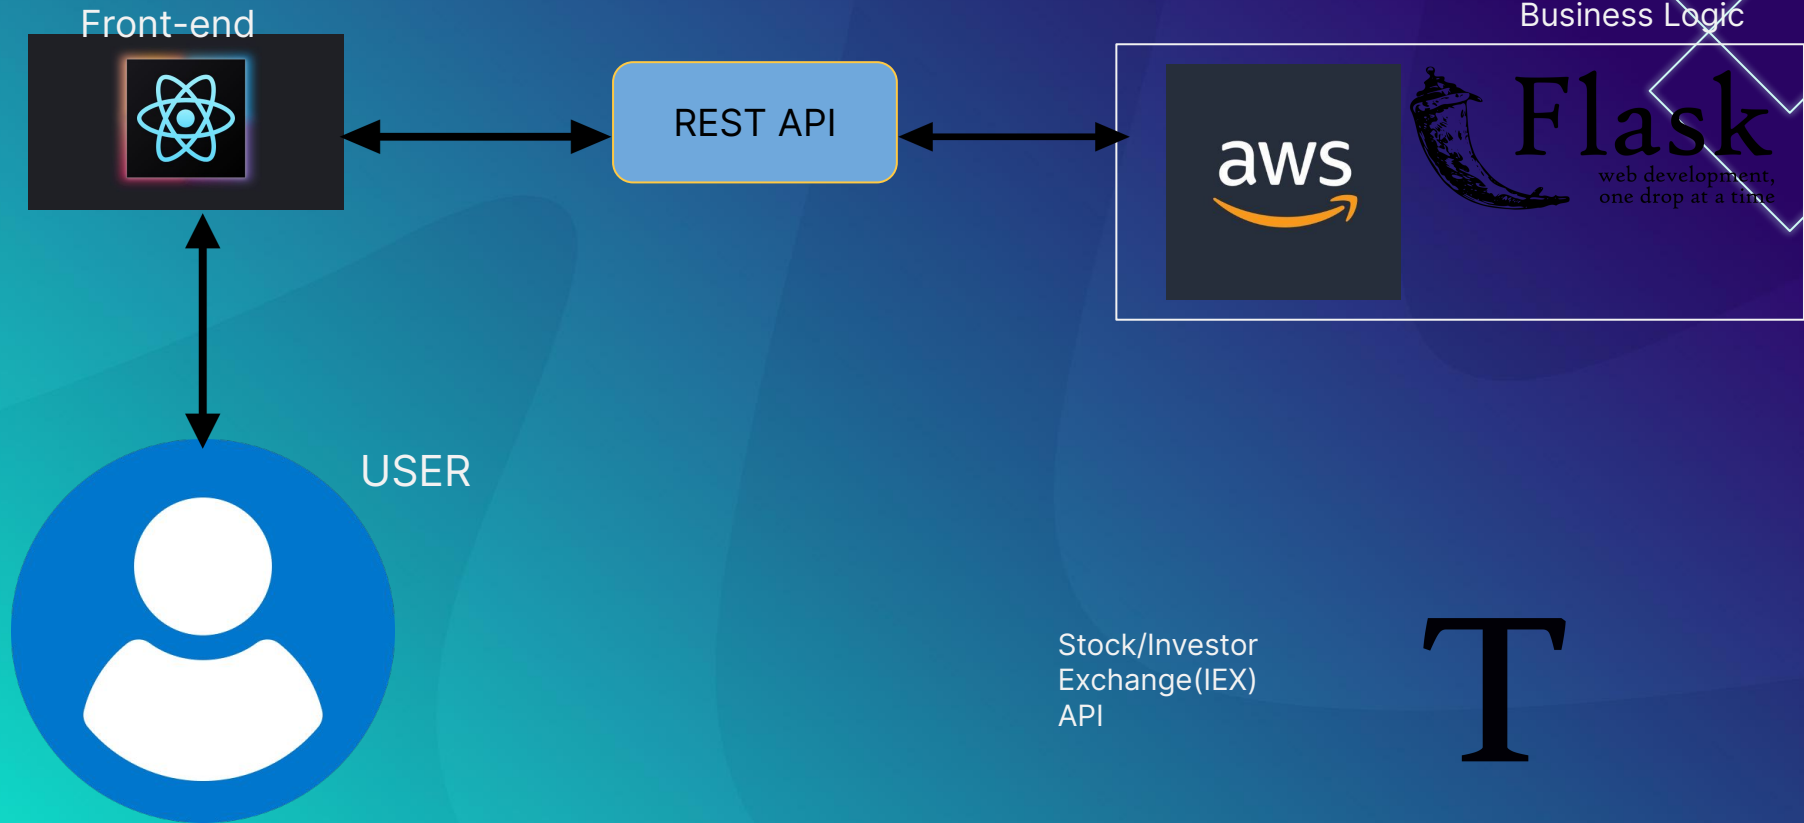 Front-end
Business Logic
REST API
aws
Flask
web development,
one drop at a time
USER
Stock/Investor
Exchange(IEX)
API
T